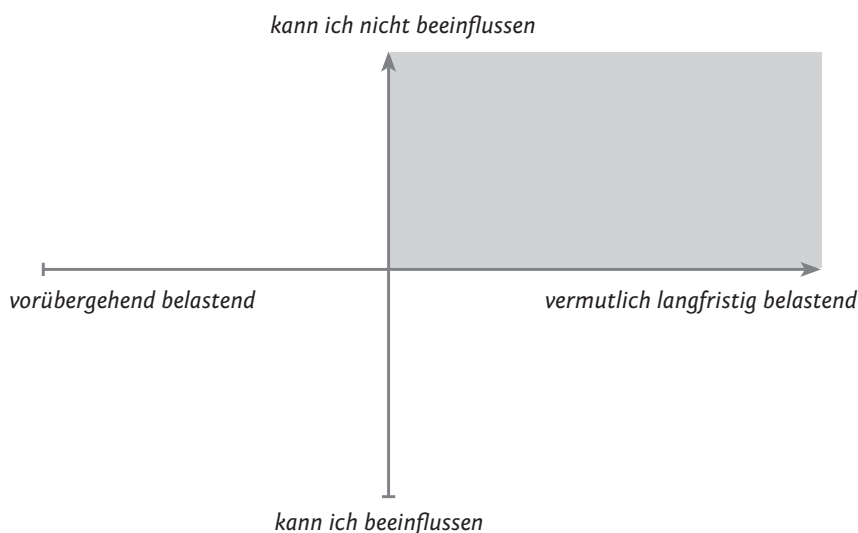 kann ich nicht beeinflussen
vorübergehend belastend
vermutlich langfristig belastend
kann ich beeinflussen